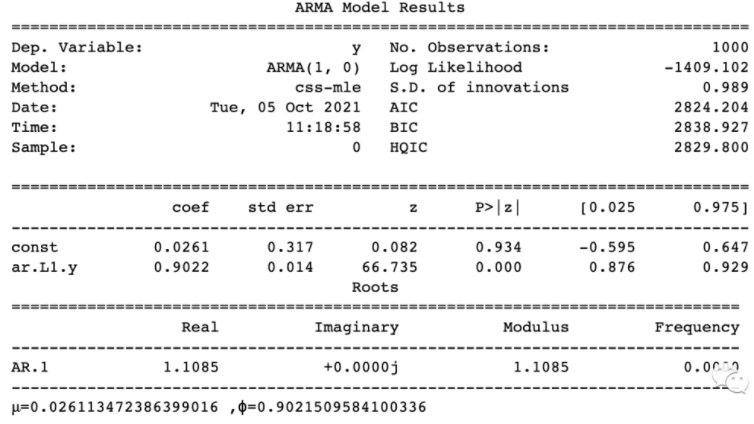 ARMA Model Results
==============================================================================
Dep. Variable: y No. Observations: 1000
Model: ARMA(1, 0) Log Likelihood -1409.102
Method: css-mle S.D. of innovations 0.989
Date: Tue, 05 Oct 2021 AIC 2824.204
Time: 11:18:58 BIC 2838.927
Sample: 0 HQIC 2829.800
==============================================================================
coef std err z P>|z| [0.025 0.975]
------------------------------------------------------------------------------
const 0.0261 0.317 0.082 0.934 -0.595 0.647
ar.L1.y 0.9022 0.014 66.735 0.000 0.876 0.929
Roots
==============================================================================
Real Imaginary Modulus Frequency
------------------------------------------------------------------------------
AR.1 1.1085 +0.0000j 1.1085 0.0000
------------------------------------------------------------------------------
μ=0.026113472386399016 ,ϕ=0.9021509584100336